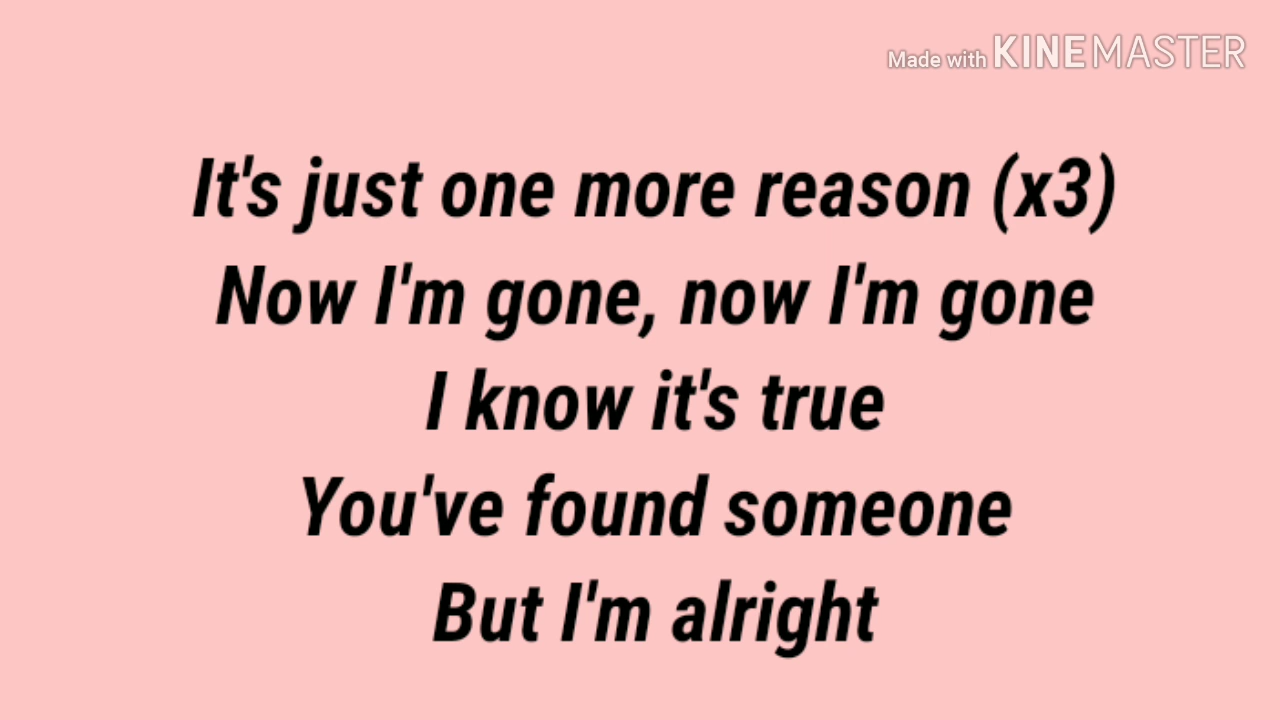 Made with KINEMASTER
It's just one more reason (x3)
Now I'm gone, now I'm gone
I know it's true
You've found someone
But I'm alright